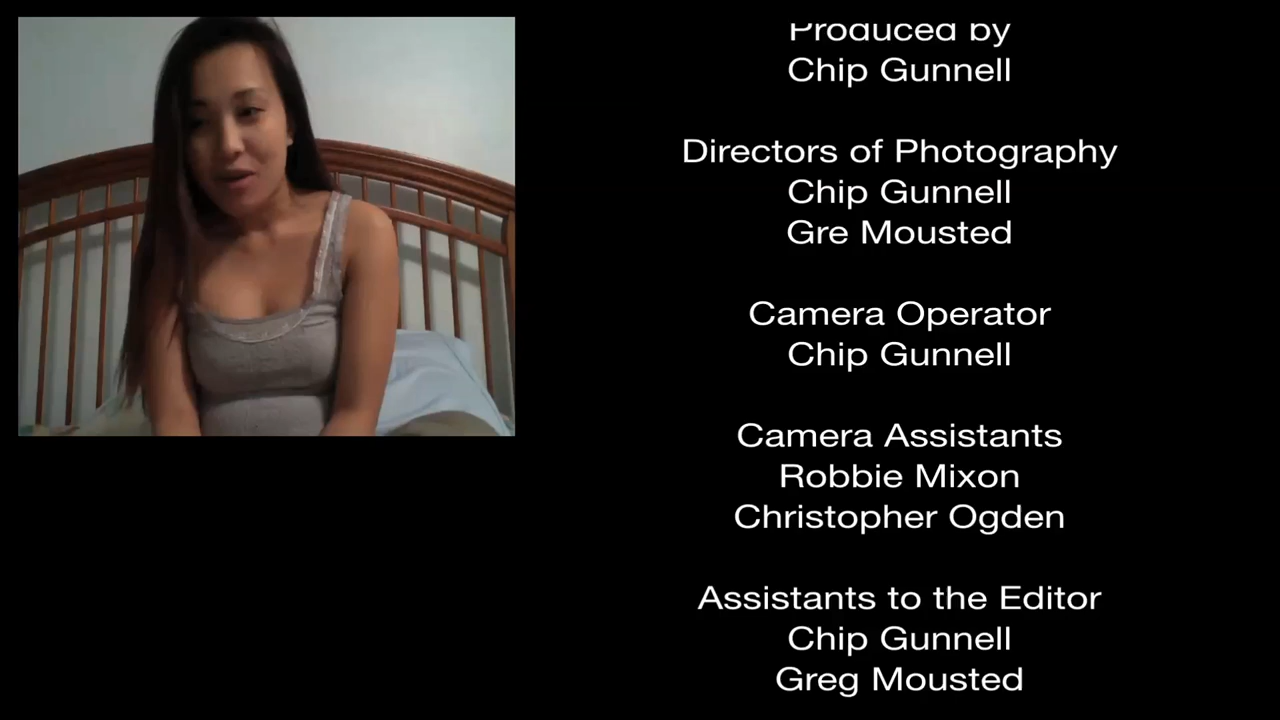 Produced by
Chip Gunnell
Directors of Photography
Chip Gunnell
Gre Mousted
Camera Operator
Chip Gunnell
Camera Assistants
Robbie Mixon
Christopher Ogden
Assistants to the Editor
Chip Gunnell
Greg Mousted